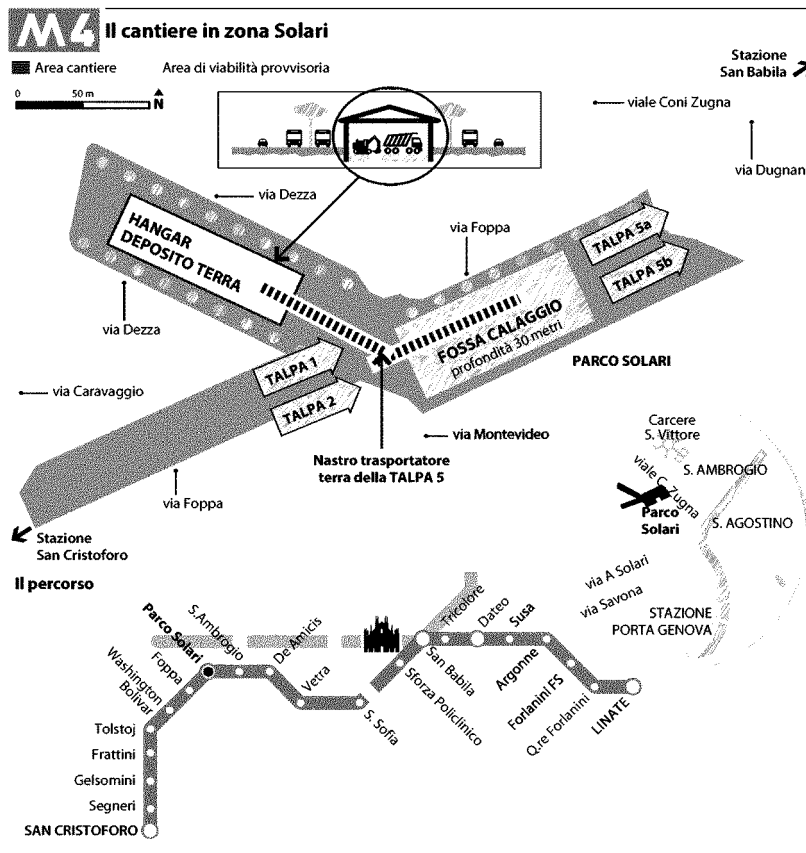 M4 Il cantiere in zona Solari
Area cantiere
Area di viabilità provvisoria
0 50 m
N
Stazione
San Babila
viale Coni Zugna
via Dugnan
via Dezza
via Foppa
HANGAR
DEPOSITO TERRA
TALPA 5a
TALPA 5b
via Dezza
FOSSA CALAGGIO
profondità 30 metri
PARCO SOLARI
TALPA 1
TALPA 2
via Caravaggio
via Montevideo
Nastro trasportatore
terra della TALPA 5
via Foppa
Stazione
San Cristoforo
Carcere
S. Vittore
viale C. Zugna
S. AMBROGIO
Parco
Solari
S. AGOSTINO
via A Solari
via Savona
STAZIONE
PORTA GENOVA
Il percorso
SAN CRISTOFORO
Segneri
Gelsomini
Frattini
Tolstoj
Bolivar
Washington
Foppa
Parco Solari
S.Ambrogio
De Amicis
Vetra
S. Sofia
Sforza Policlinico
San Babila
Tricolore
Dateo
Susa
Argonne
Forlanini FS
Q.re Forlanini
LINATE